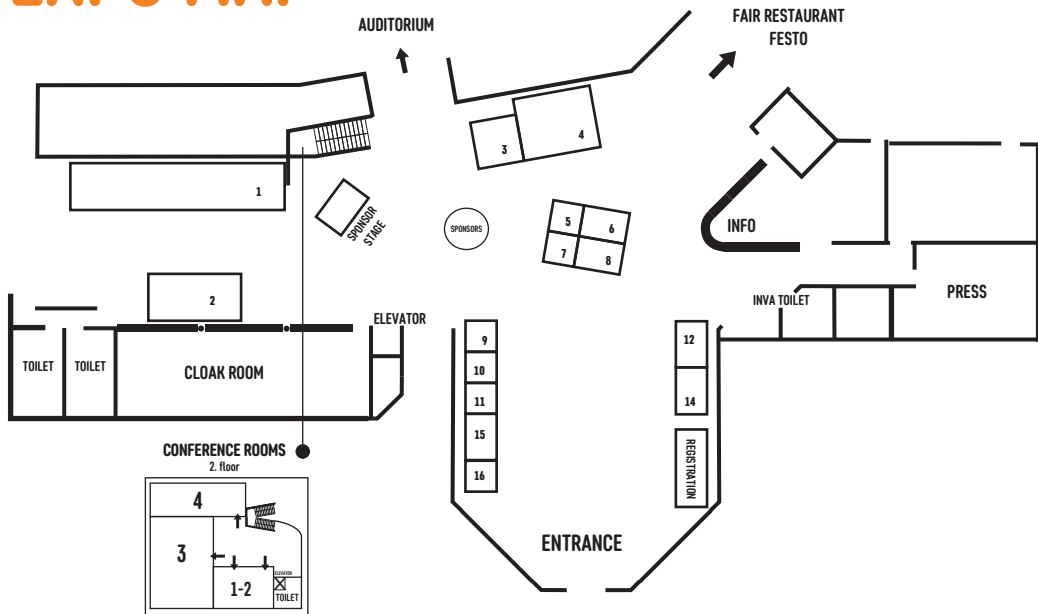 AUDITORIUM
FAIR RESTAURANT
FESTO
3
4
1
SPONSOR
STAGE
SPONSORS
5
6
7
8
INFO
2
ELEVATOR
INVA TOILET
PRESS
TOILET
TOILET
CLOAK ROOM
9
10
11
15
16
12
14
REGISTRATION
CONFERENCE ROOMS
2. floor
4
3
1-2
ELEVATOR
TOILET
ENTRANCE